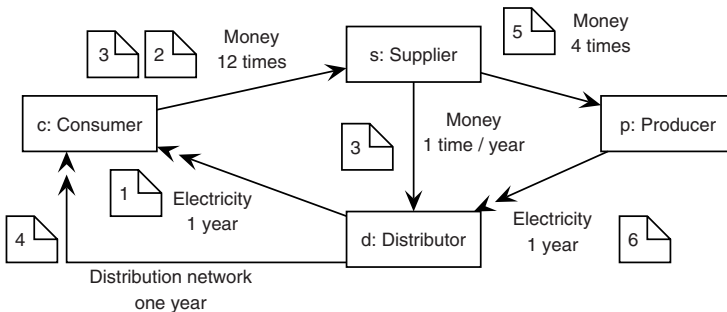 3
2
Money
12 times
s: Supplier
5
Money
4 times
c: Consumer
3
Money
1 time / year
p: Producer
1
Electricity
1 year
4
d: Distributor
Electricity
1 year
6
Distribution network
one year